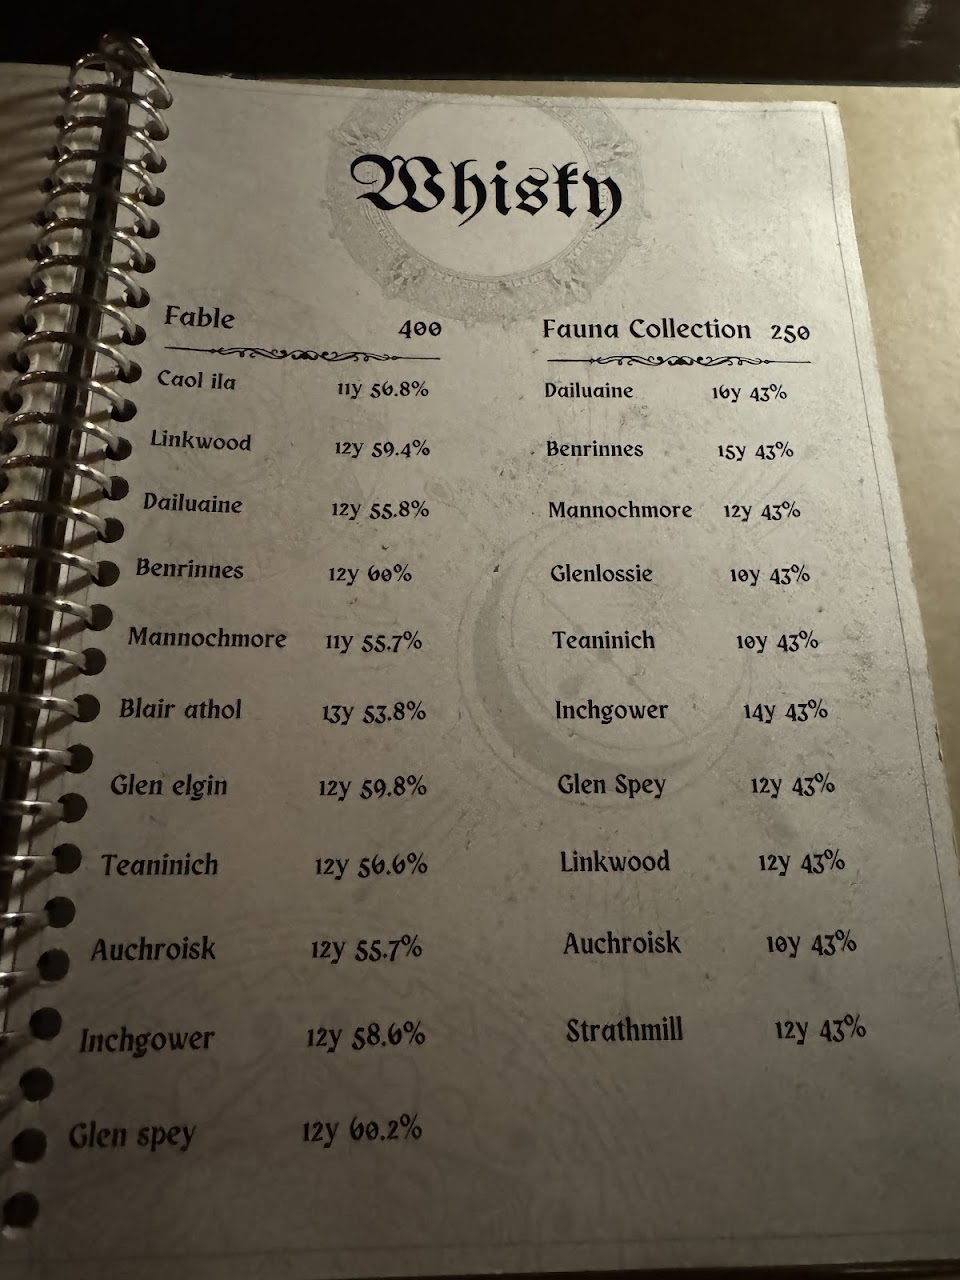 Whisky
Fable 400
Caol ila 11y 56.8%
Linkwood 12y 59.4%
Dailuaine 12y 55.8%
Benrinnes 12y 60%
Mannochmore 11y 55.7%
Blair athol 13y 53.8%
Glen elgin 12y 59.8%
Teaninich 12y 56.6%
Auchroisk 12y 55.7%
Inchgower 12y 58.6%
Glen spey 12y 60.2%
Fauna Collection 250
Dailuaine 16y 43%
Benrinnes 15y 43%
Mannochmore 12y 43%
Glenlossie 10y 43%
Teaninich 10y 43%
Inchgower 14y 43%
Glen Spey 12y 43%
Linkwood 12y 43%
Auchroisk 10y 43%
Strathmill 12y 43%